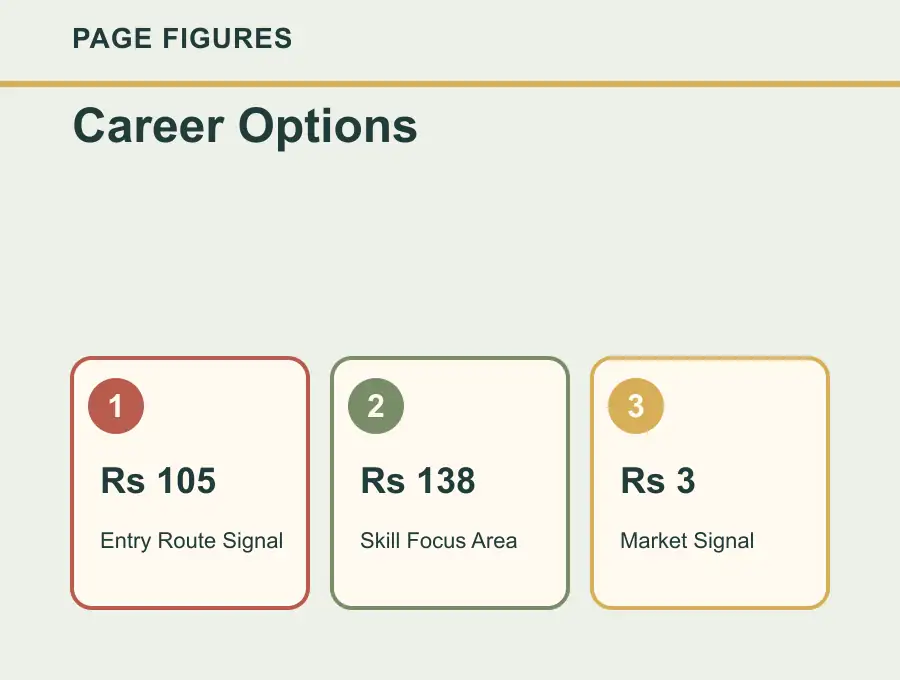 PAGE FIGURES
Career Options
1
Rs 105
Entry Route Signal
2
Rs 138
Skill Focus Area
3
Rs 3
Market Signal